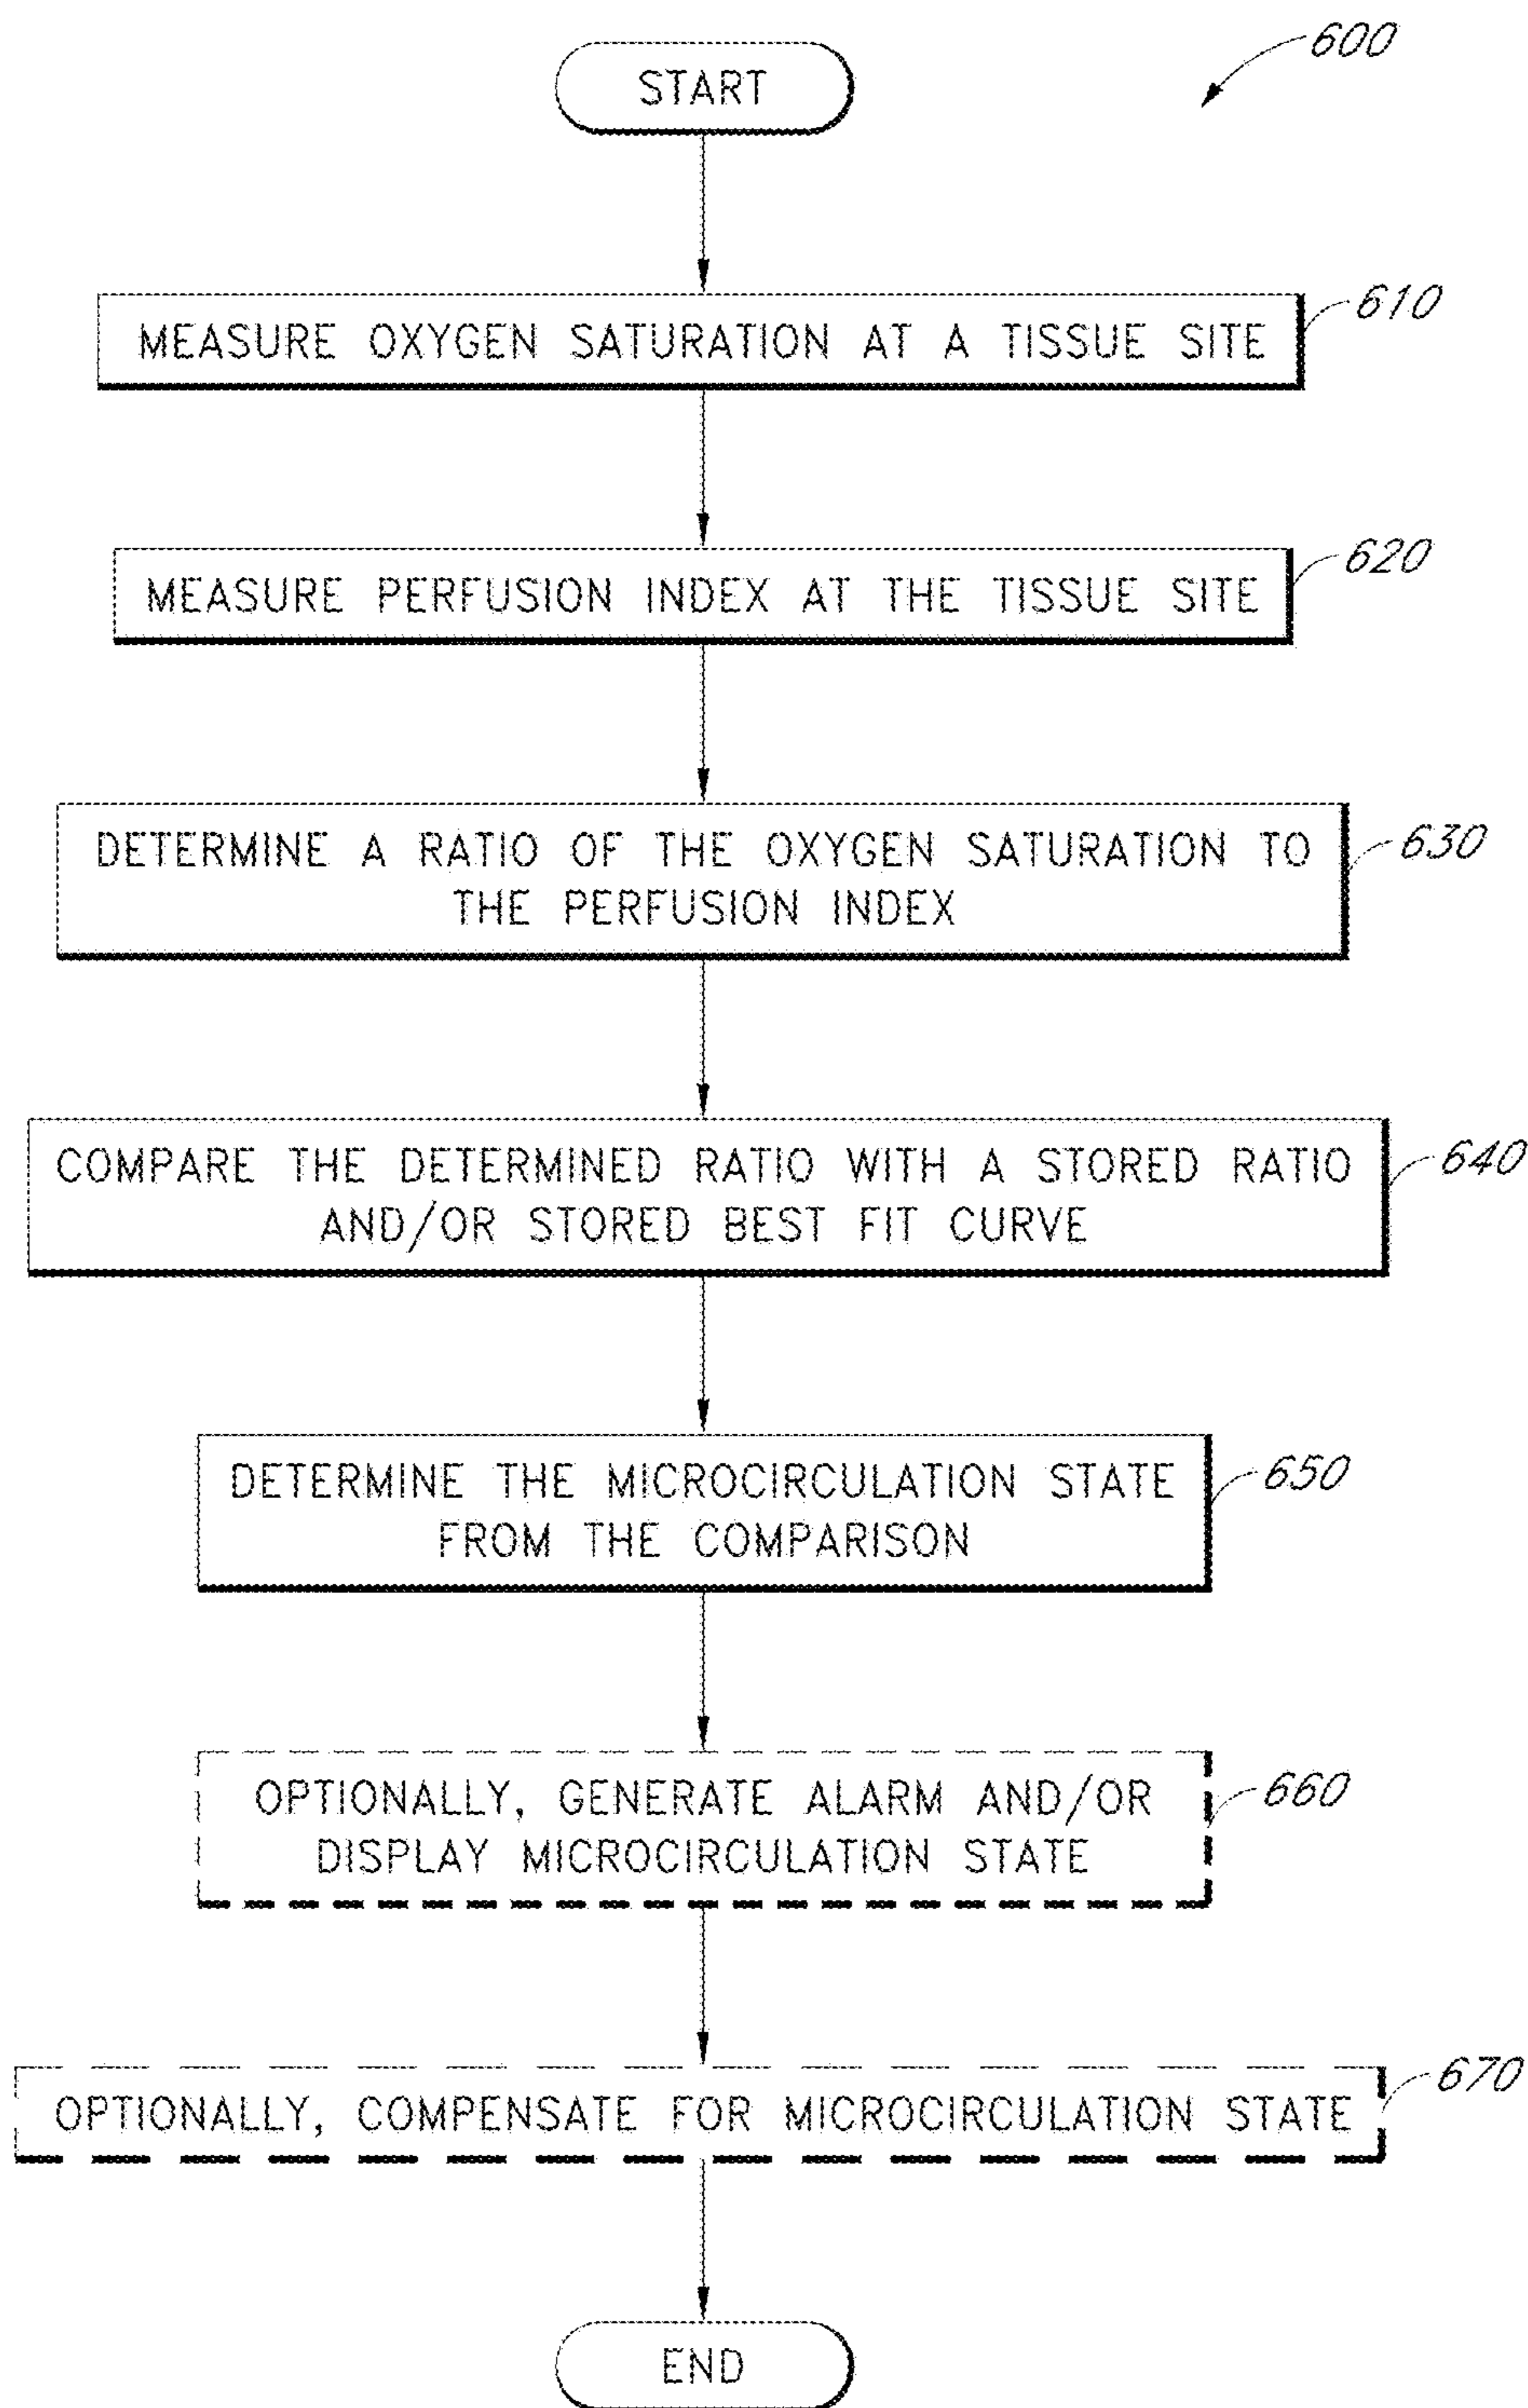 600
START
MEASURE OXYGEN SATURATION AT A TISSUE SITE
610
MEASURE PERFUSION INDEX AT THE TISSUE SITE
620
DETERMINE A RATIO OF THE OXYGEN SATURATION TO
THE PERFUSION INDEX
630
COMPARE THE DETERMINED RATIO WITH A STORED RATIO
AND/OR STORED BEST FIT CURVE
640
DETERMINE THE MICROCIRCULATION STATE
FROM THE COMPARISON
650
OPTIONALLY, GENERATE ALARM AND/OR
DISPLAY MICROCIRCULATION STATE
660
OPTIONALLY, COMPENSATE FOR MICROCIRCULATION STATE
670
END